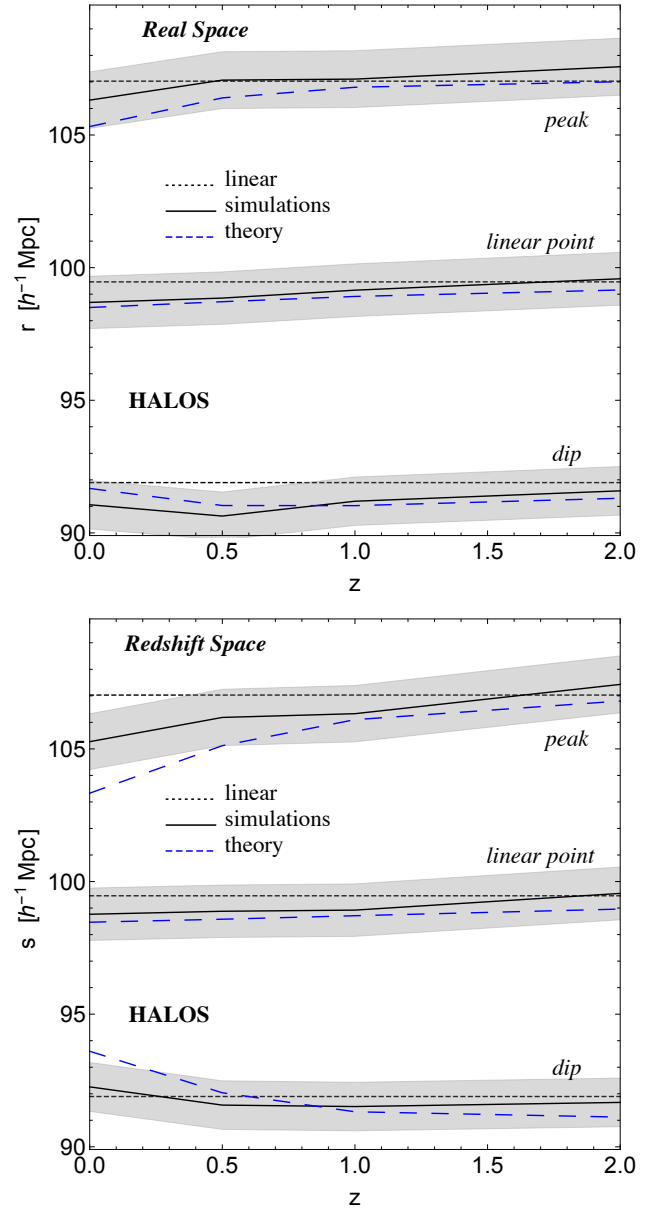 Real Space
105
peak
linear
simulations
theory
linear point
100
r [h⁻¹ Mpc]
95
HALOS
dip
90
0.0 0.5 1.0 1.5 2.0
z
Redshift Space
105
peak
linear
simulations
theory
linear point
100
s [h⁻¹ Mpc]
95
HALOS
dip
90
0.0 0.5 1.0 1.5 2.0
z